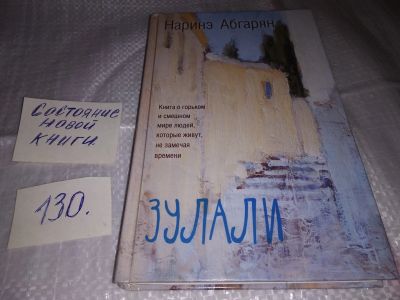 Состояние
новой
книги.
130.
Наринэ Абгарян
Книга о горьком
и смешном
мире людей,
которые живут,
не замечая
времени
ЗУЛАЛИ